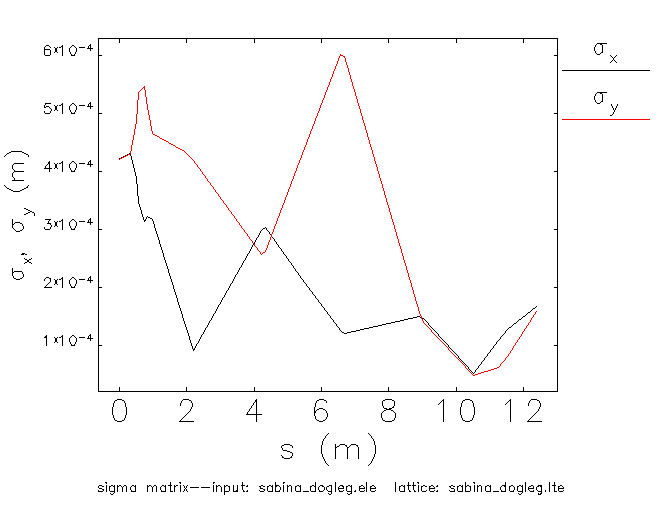 σx
σy
6×10⁻⁴
5×10⁻⁴
4×10⁻⁴
3×10⁻⁴
2×10⁻⁴
1×10⁻⁴
σx, σy (m)
0 2 4 6 8 10 12
s (m)
sigma matrix--input: sabina_dogleg.ele lattice: sabina_dogleg.lte